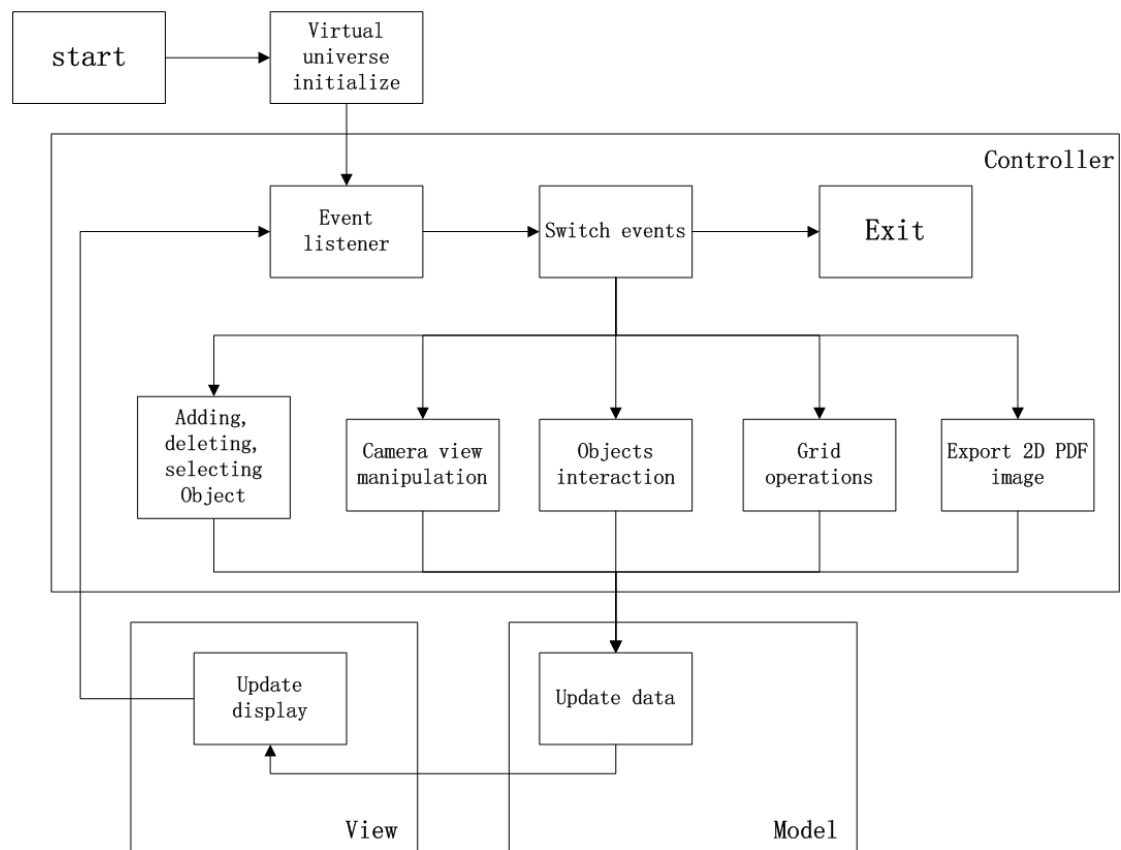 start
Virtual
universe
initialize
Controller
Event
listener
Switch events
Exit
Adding,
deleting,
selecting
Object
Camera view
manipulation
Objects
interaction
Grid
operations
Export 2D PDF
image
Update
display
Update data
View
Model